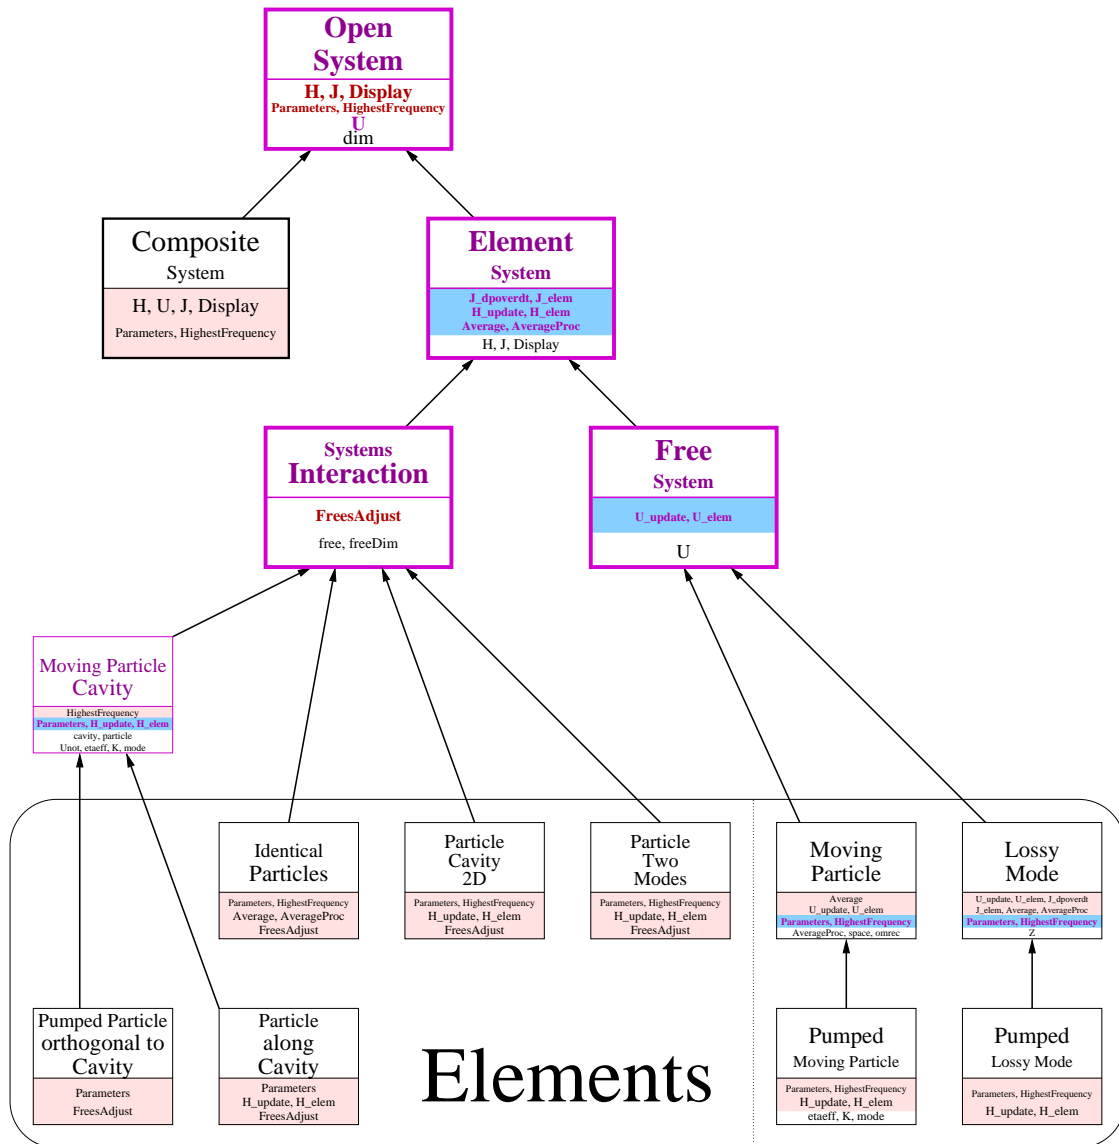 Open
System
H, J, Display
Parameters, HighestFrequency
U
dim
Composite
System
H, U, J, Display
Parameters, HighestFrequency
Element
System
J_dpoverdt, J_elem
H_update, H_elem
Average, AverageProc
H, J, Display
Systems
Interaction
FreesAdjust
free, freeDim
Free
System
U_update, U_elem
U
Moving Particle
Cavity
HighestFrequency
Parameters, H_update, H_elem
cavity, particle
Unot, etaeff, K, mode
Identical
Particles
Parameters, HighestFrequency
Average, AverageProc
FreesAdjust
Particle
Cavity
2D
Parameters, HighestFrequency
H_update, H_elem
FreesAdjust
Particle
Two
Modes
Parameters, HighestFrequency
H_update, H_elem
FreesAdjust
Moving
Particle
Average
U_update, U_elem
Parameters, HighestFrequency
AverageProc, space, omrec
Lossy
Mode
U_update, U_elem, J_dpoverdt
J_elem, Average, AverageProc
Parameters, HighestFrequency
Z
Pumped Particle
orthogonal to
Cavity
Parameters
FreesAdjust
Particle
along
Cavity
Parameters
H_update, H_elem
FreesAdjust
Elements
Pumped
Moving Particle
Parameters, HighestFrequency
H_update, H_elem
etaeff, K, mode
Pumped
Lossy Mode
Parameters, HighestFrequency
H_update, H_elem